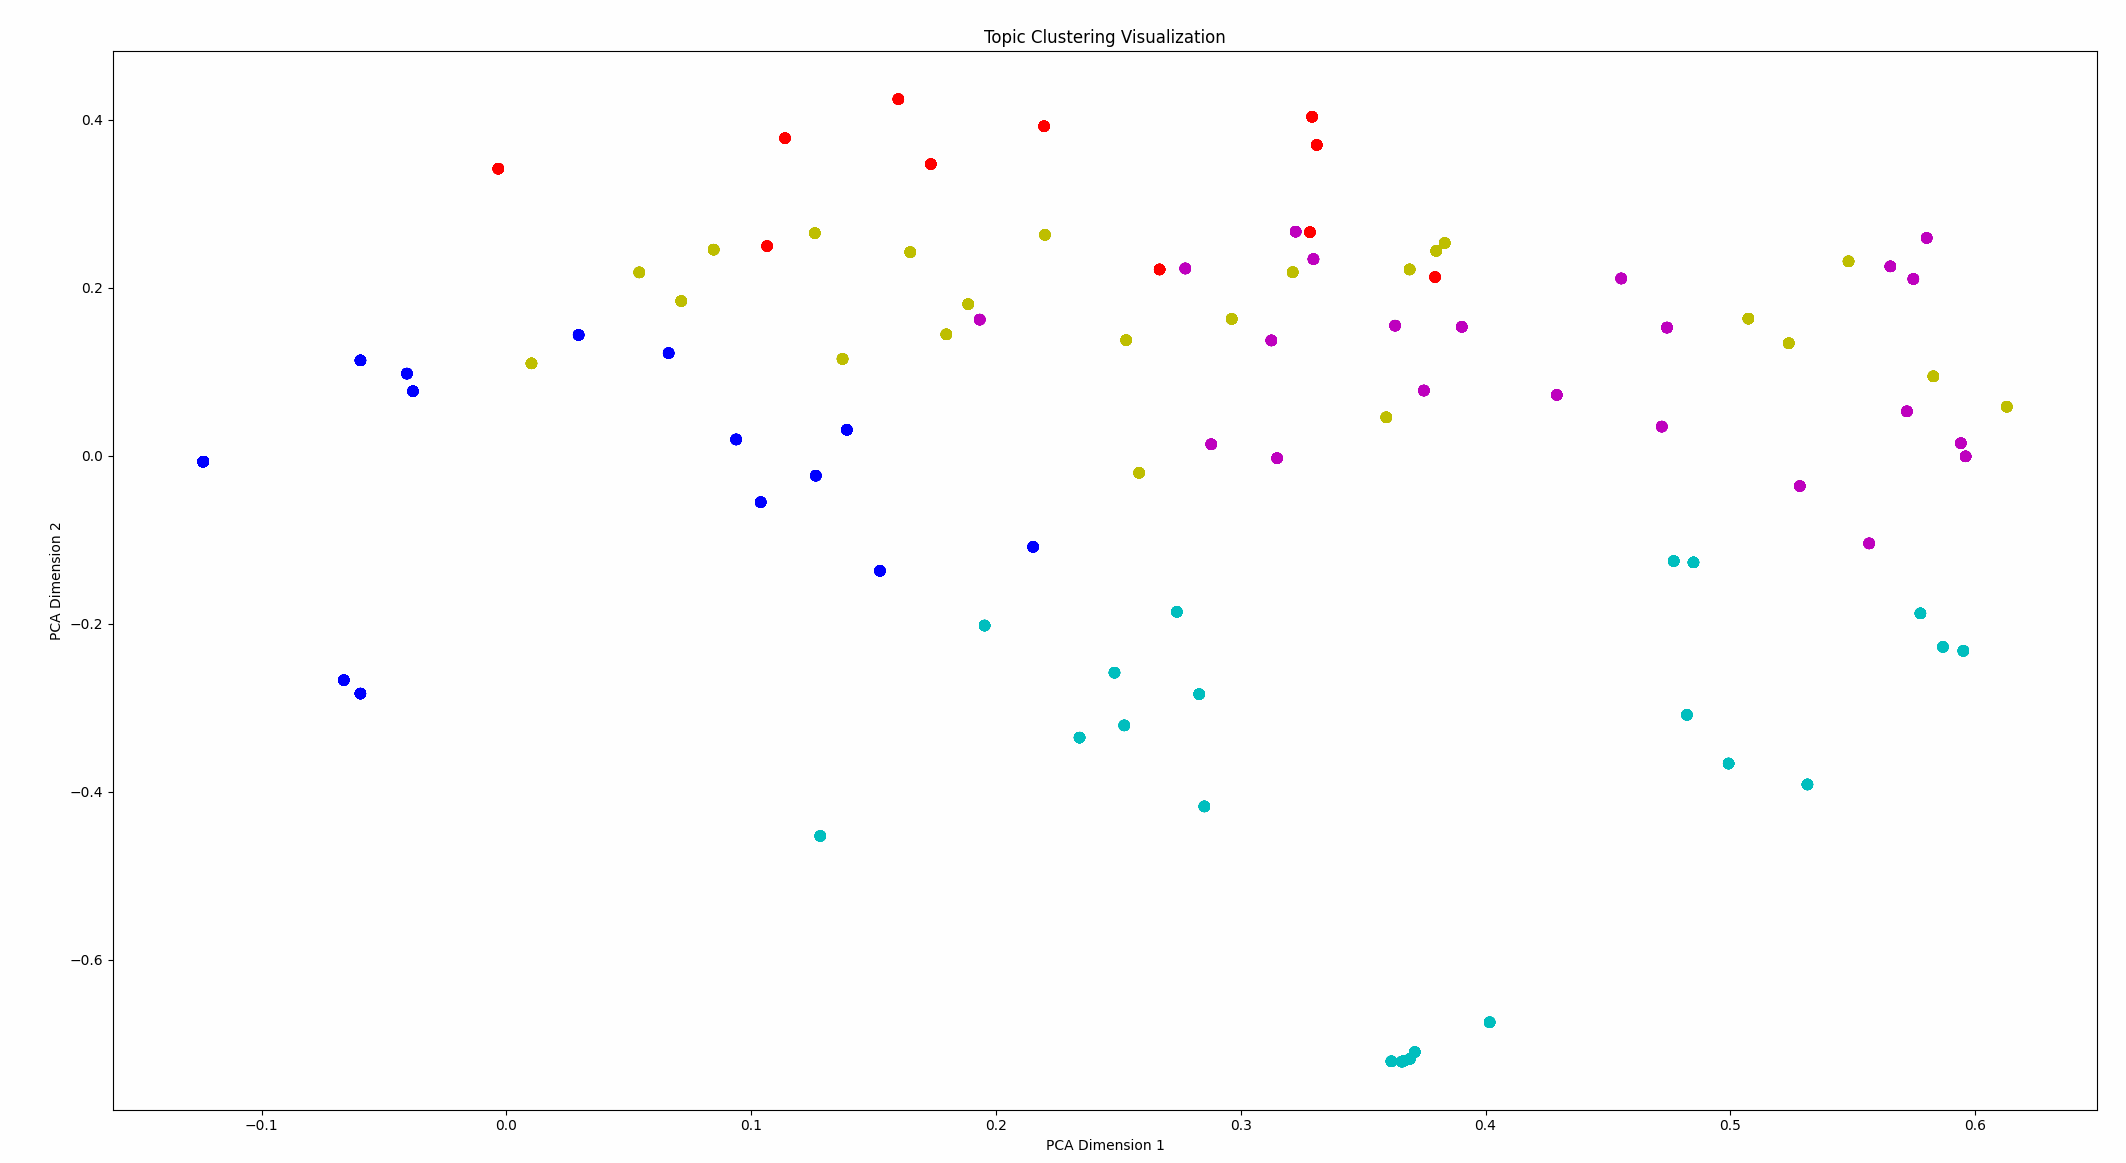 Topic Clustering Visualization
0.4
0.2
0.0
−0.2
−0.4
−0.6
PCA Dimension 2
−0.1 0.0 0.1 0.2 0.3 0.4 0.5 0.6
PCA Dimension 1